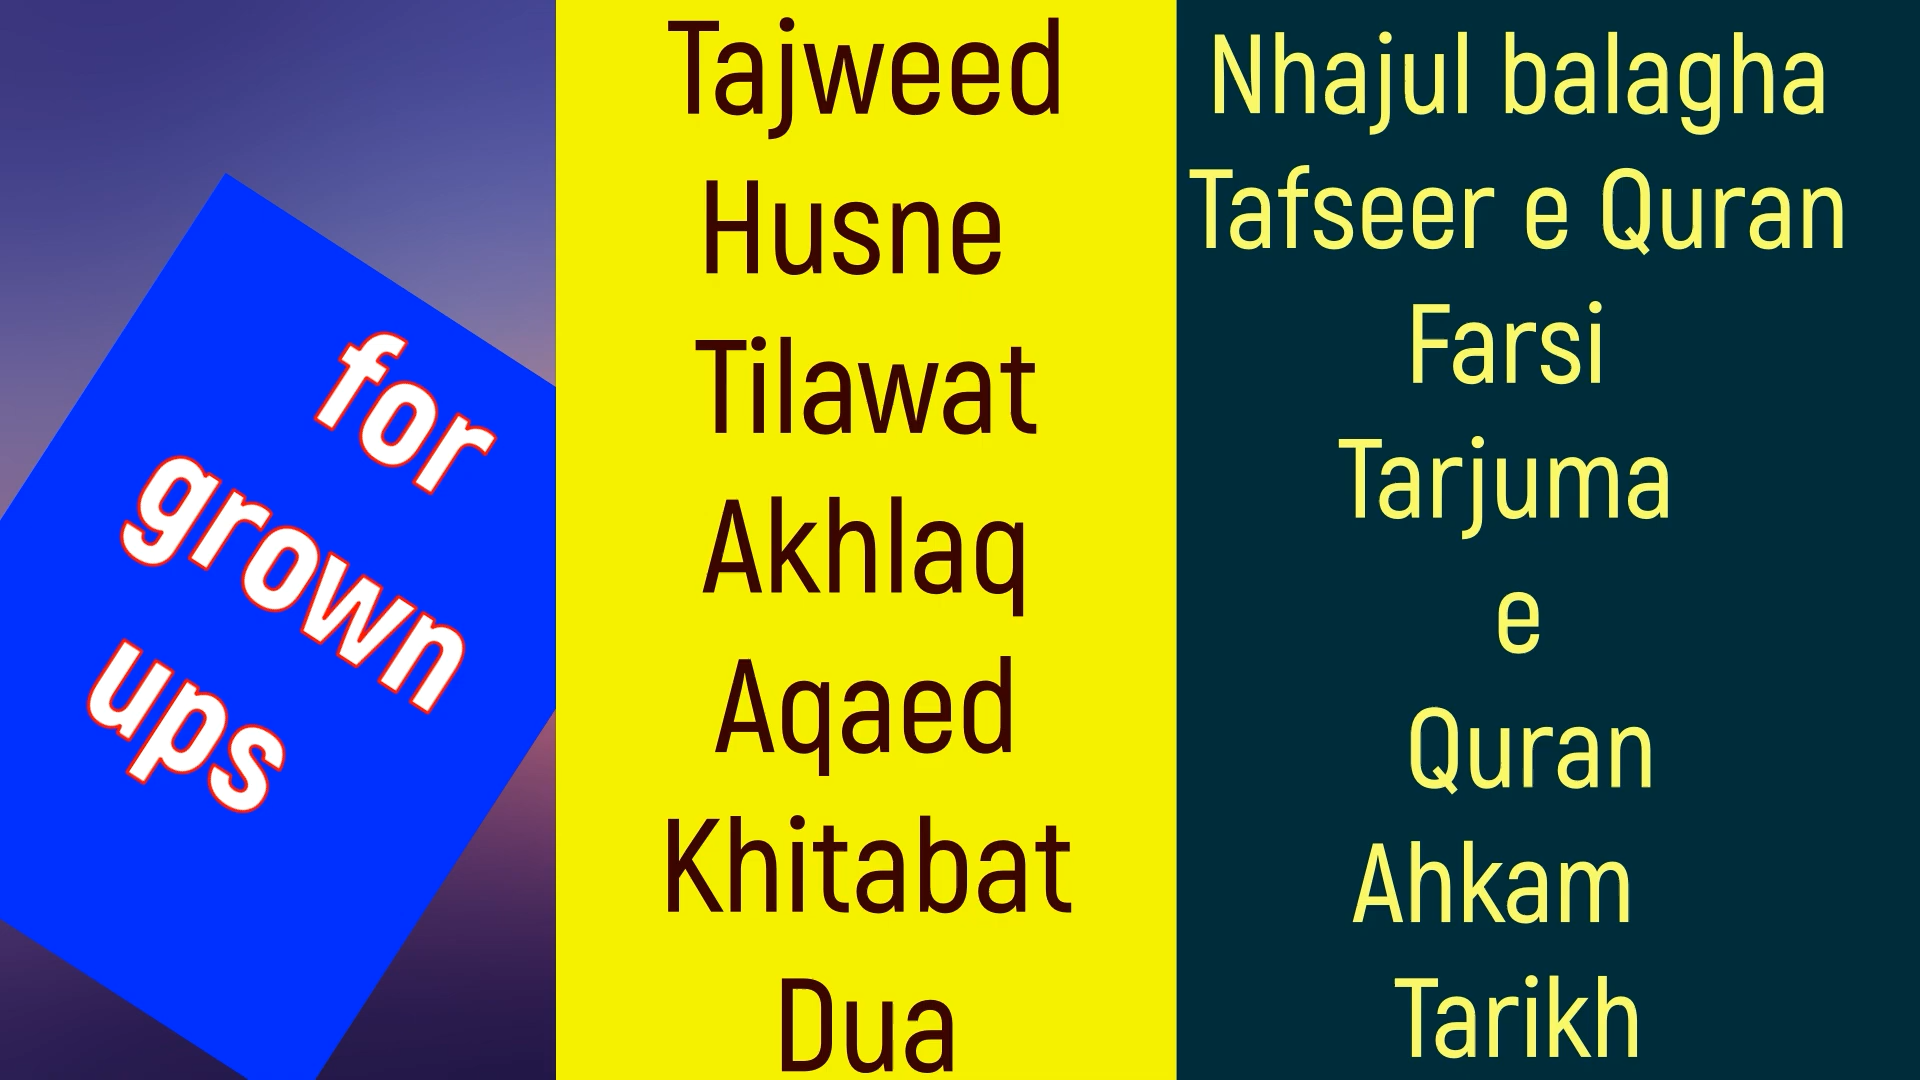 for
grown
ups
Tajweed
Husne
Tilawat
Akhlaq
Aqaed
Khitabat
Dua
Nhajul balagha
Tafseer e Quran
Farsi
Tarjuma
e
Quran
Ahkam
Tarikh